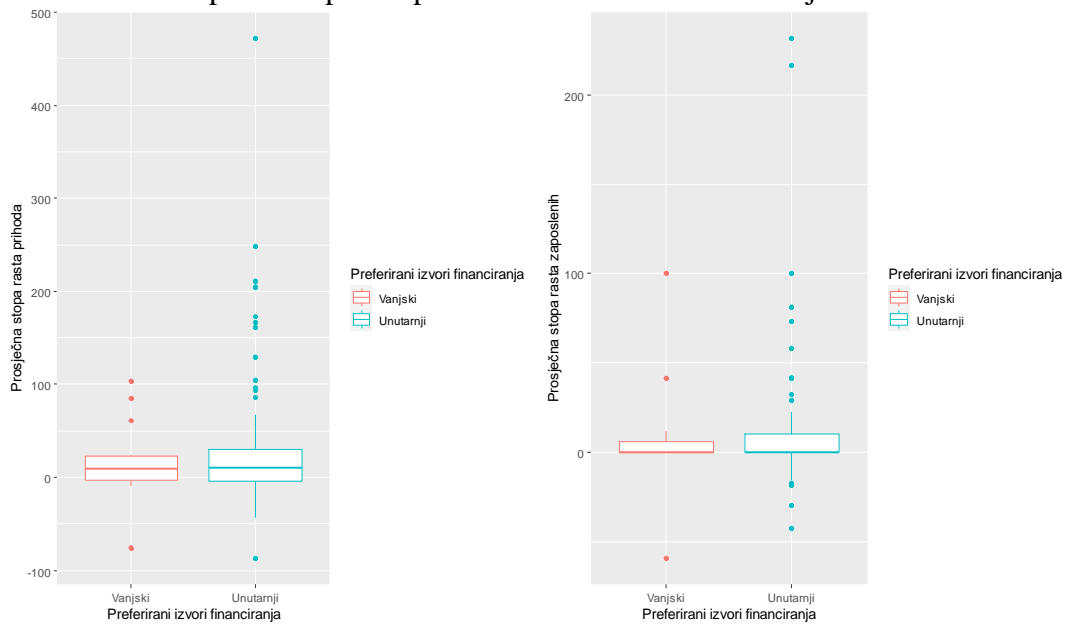 500
400
300
200
100
0
-100
Prosječna stopa rasta prihoda
Vanjski
Unutarnji
Preferirani izvori financiranja
Preferirani izvori financiranja
Vanjski
Unutarnji
200
100
0
Prosječna stopa rasta zaposlenih
Vanjski
Unutarnji
Preferirani izvori financiranja
Preferirani izvori financiranja
Vanjski
Unutarnji